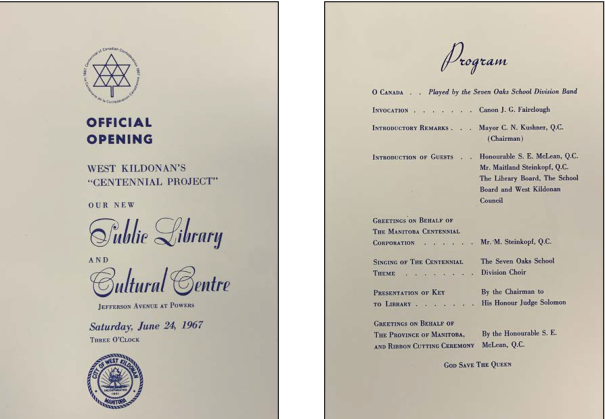 OFFICIAL
OPENING
WEST KILDONAN'S
"CENTENNIAL PROJECT"
OUR NEW
Public Library
AND
Cultural Centre
JEFFERSON AVENUE AT POWERS
Saturday, June 24, 1967
THREE O'CLOCK
CITY OF WEST KILDONAN
MANITOBA
Program
O CANADA . . Played by the Seven Oaks School Division Band
INVOCATION . . . . . . . Canon J. G. Fairclough
INTRODUCTORY REMARKS . . . Mayor C. N. Kushner, Q.C.
(Chairman)
INTRODUCTION OF GUESTS . . Honourable S. E. McLean, Q.C.
Mr. Maitland Steinkopf, Q.C.
The Library Board, The School
Board and West Kildonan
Council
GREETINGS ON BEHALF OF
THE MANITOBA CENTENNIAL
CORPORATION . . . . . . Mr. M. Steinkopf, Q.C.
SINGING OF THE CENTENNIAL The Seven Oaks School
THEME . . . . . . . . Division Choir
PRESENTATION OF KEY By the Chairman to
TO LIBRARY . . . . . . . His Honour Judge Solomon
GREETINGS ON BEHALF OF
THE PROVINCE OF MANITOBA, By the Honourable S. E.
AND RIBBON CUTTING CEREMONY McLean, Q.C.
GOD SAVE THE QUEEN